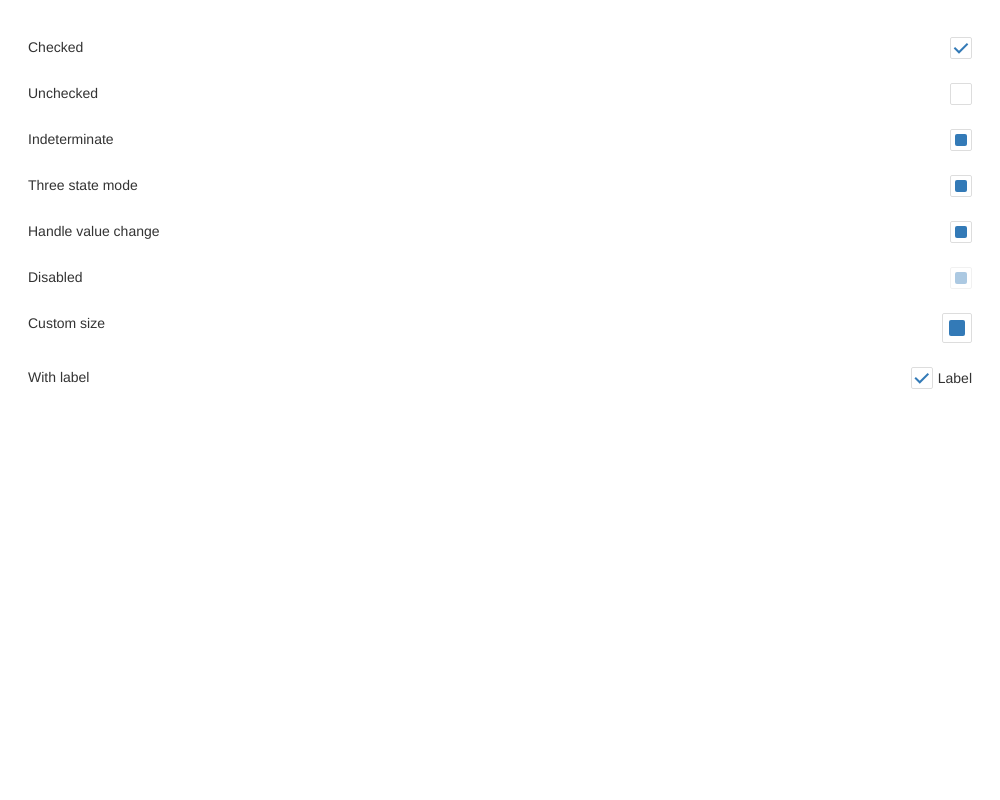 Checked
Unchecked
Indeterminate
Three state mode
Handle value change
Disabled
Custom size
With label
Label